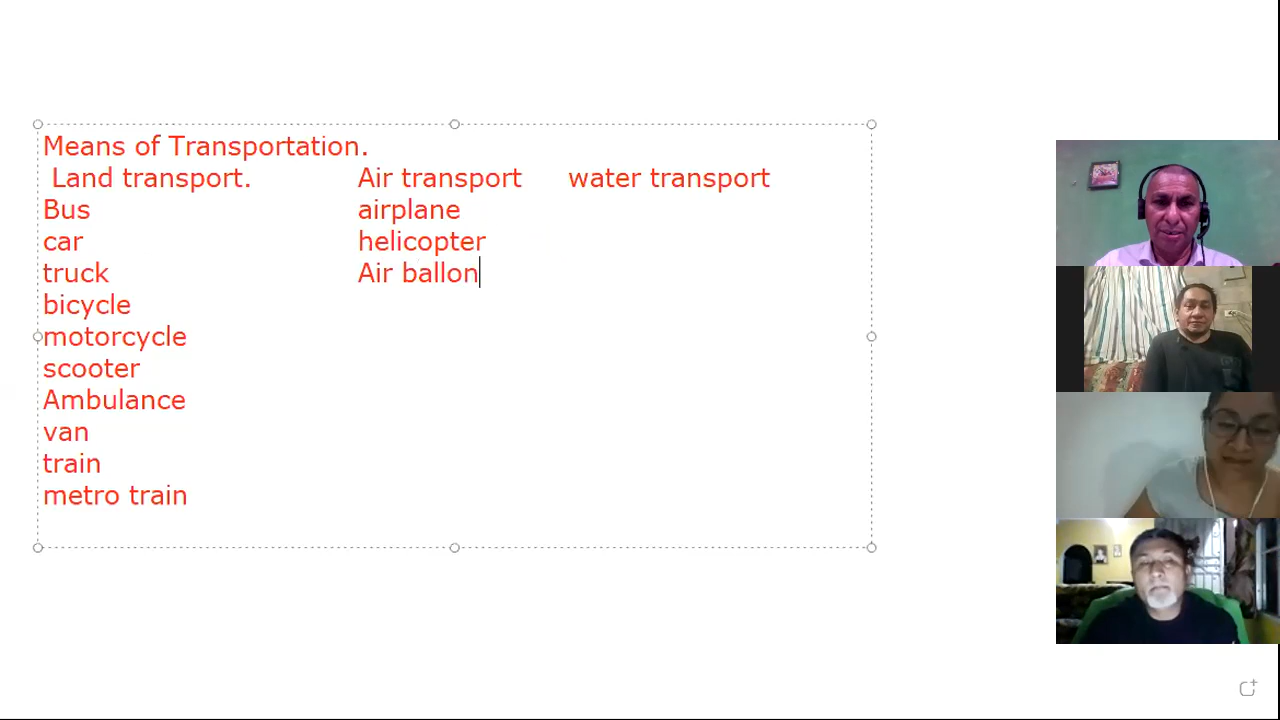 Means of Transportation.
Land transport. Air transport water transport
Bus airplane
car helicopter
truck Air ballon
bicycle
motorcycle
scooter
Ambulance
van
train
metro train